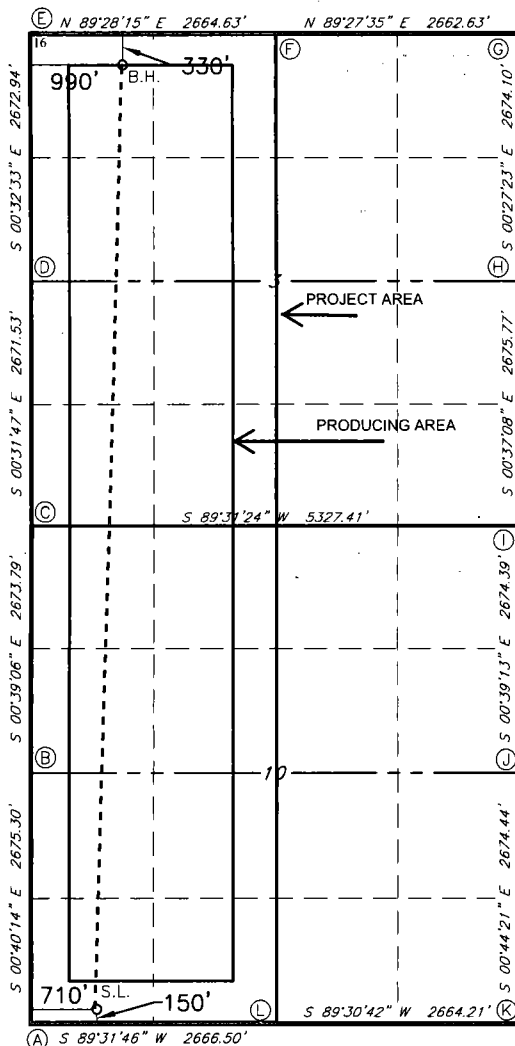 E N 89°28'15" E 2664.63' N 89°27'35" E 2662.63'
16 F G
990' B.H. 330'
S 00°32'33" E 2672.94'
S 00°27'23" E 2674.10'
D 3 H
PROJECT AREA
S 00°31'47" E 2671.53'
S 00°37'08" E 2675.77'
PRODUCING AREA
C S 89°31'24" W 5327.41' I
S 00°39'06" E 2673.79'
S 00°39'13" E 2674.39'
B 10 J
S 00°40'14" E 2675.30'
S 00°44'21" E 2674.44'
710' S.L. 150' L S 89°30'42" W 2664.21' K
A S 89°31'46" W 2666.50'